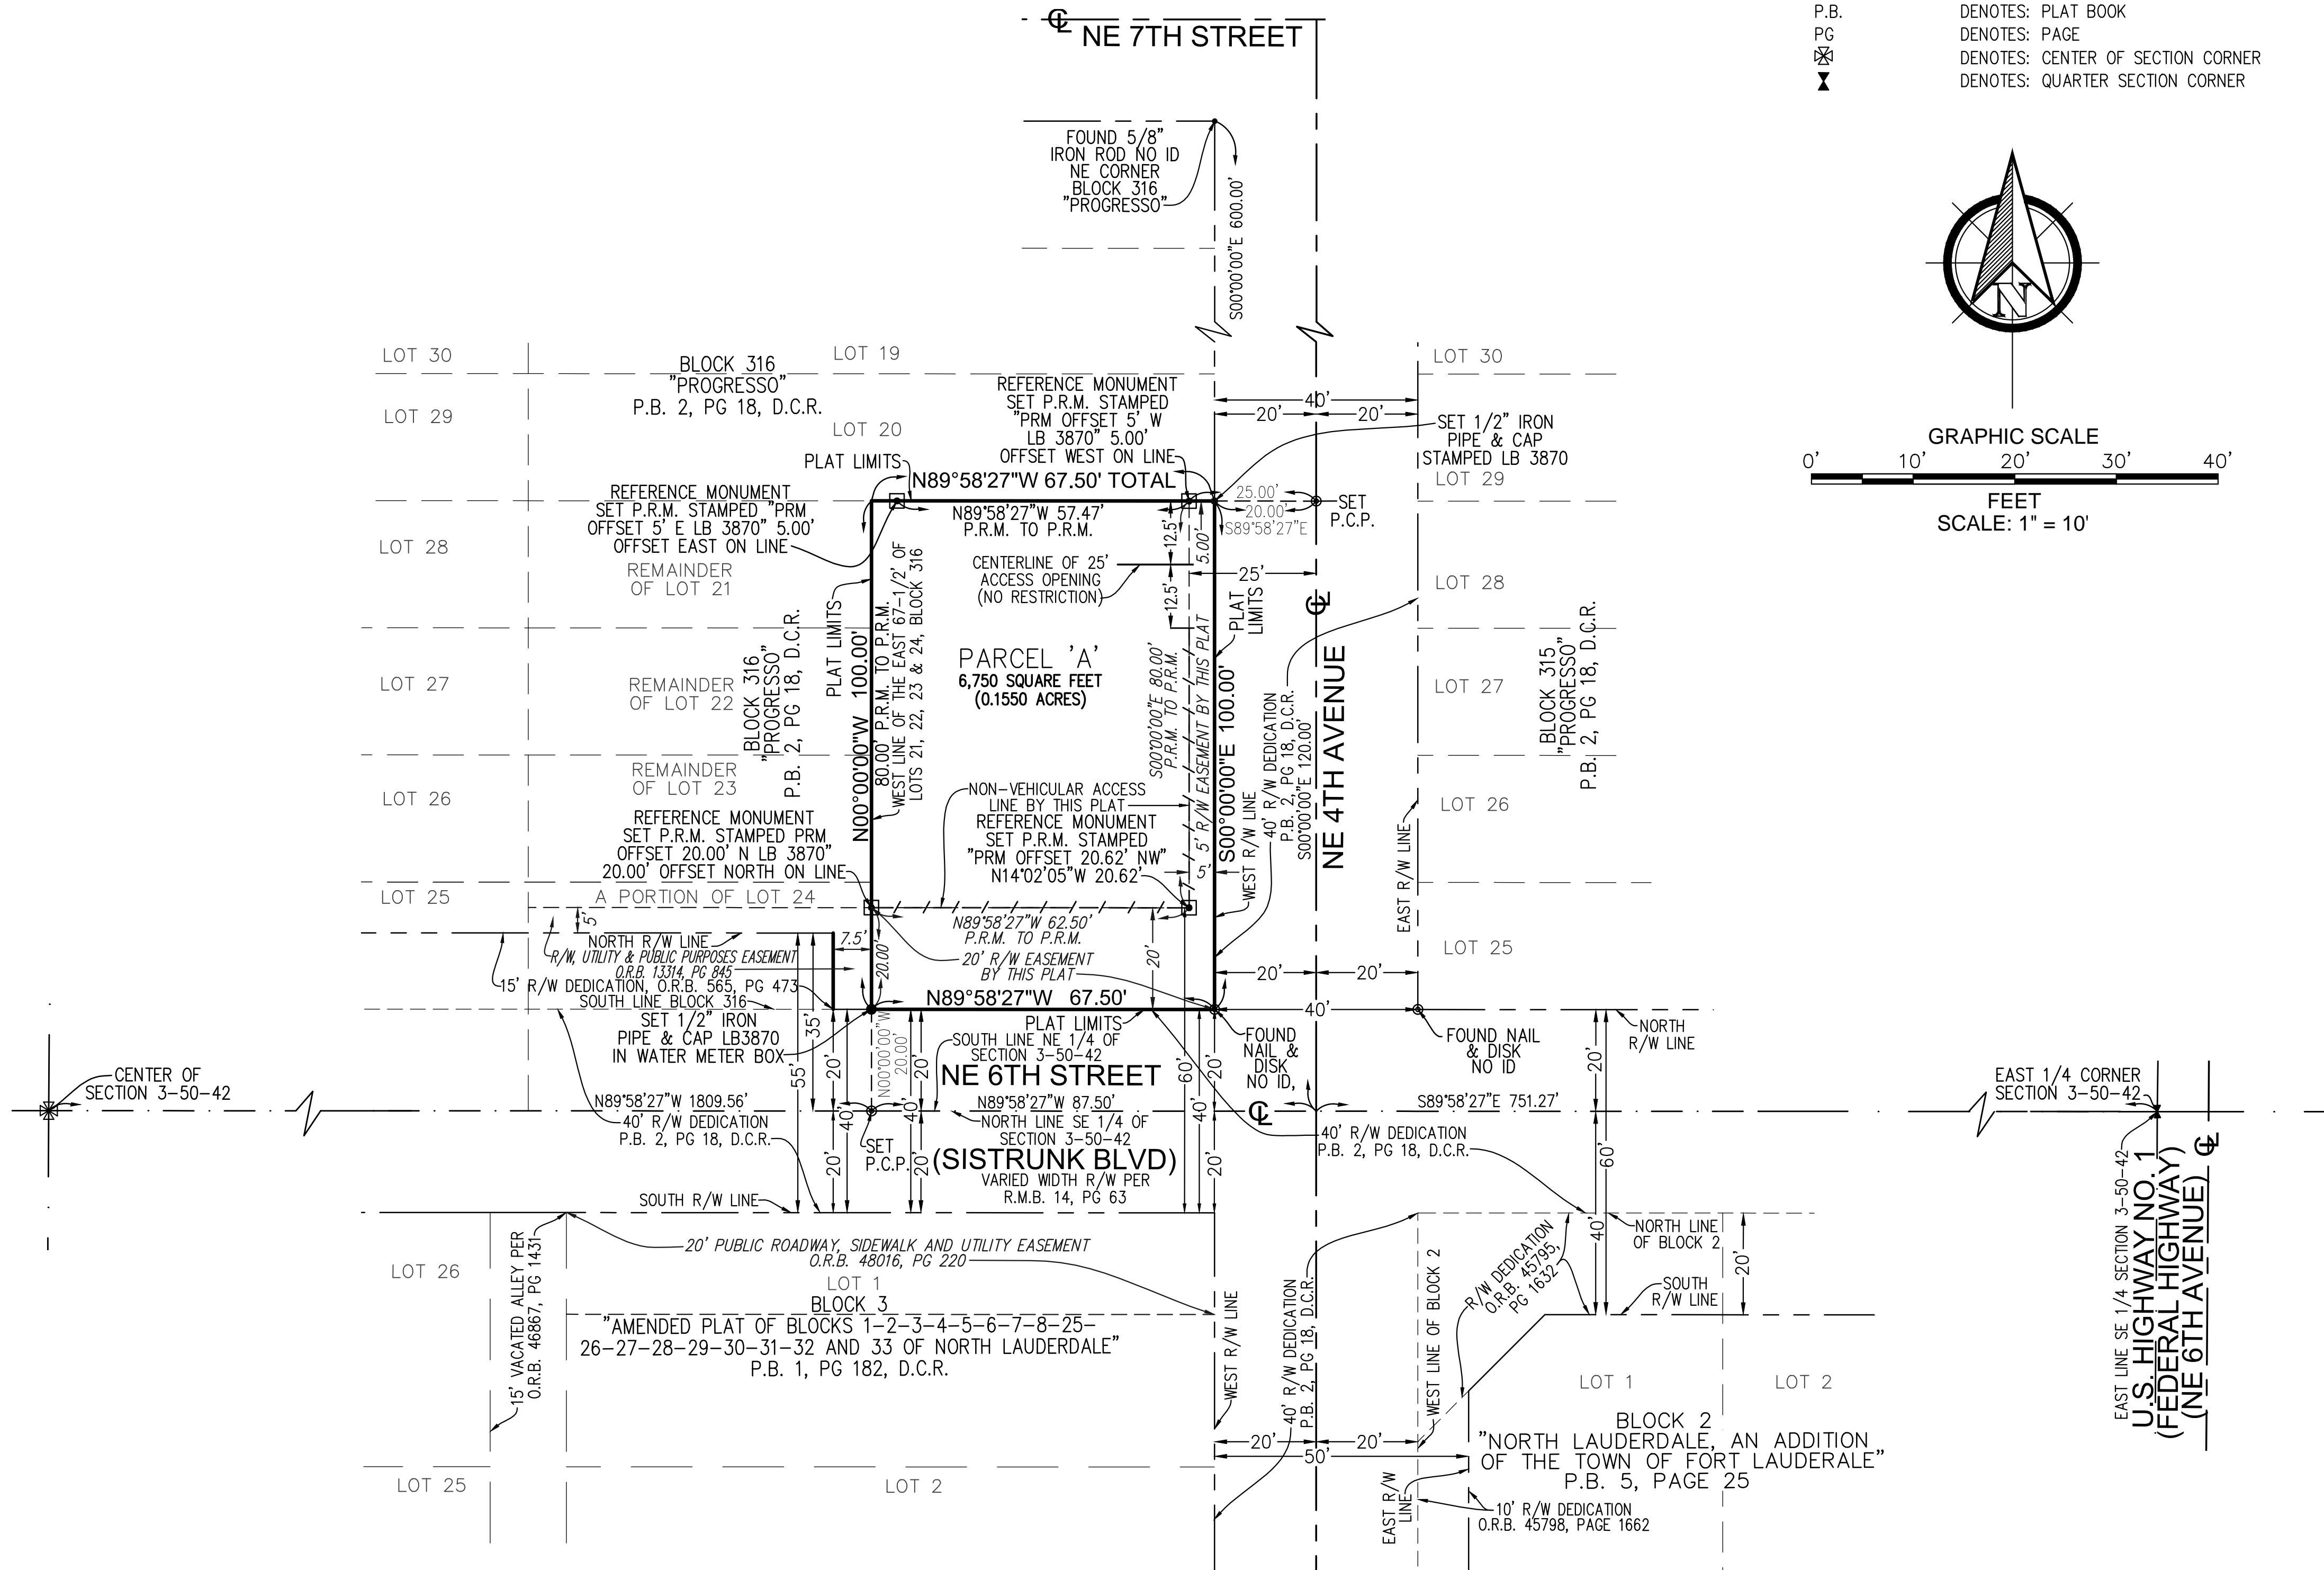 P.B. DENOTES: PLAT BOOK
PG DENOTES: PAGE
DENOTES: CENTER OF SECTION CORNER
DENOTES: QUARTER SECTION CORNER
N
GRAPHIC SCALE
0' 10' 20' 30' 40'
FEET
SCALE: 1" = 10'
NE 7TH STREET
FOUND 5/8"
IRON ROD NO ID
NE CORNER
BLOCK 316
"PROGRESSO"
S00°00'00"E 600.00'
LOT 30
LOT 29
LOT 28
LOT 27
LOT 26
LOT 25
BLOCK 316
"PROGRESSO"
P.B. 2, PG 18, D.C.R.
LOT 19
LOT 20
PLAT LIMITS
REFERENCE MONUMENT
SET P.R.M. STAMPED
"PRM OFFSET 5' W
LB 3870" 5.00'
OFFSET WEST ON LINE
N89°58'27"W 67.50' TOTAL
40'
20' 20'
SET 1/2" IRON
PIPE & CAP
STAMPED LB 3870
LOT 30
LOT 29
LOT 28
LOT 27
LOT 26
LOT 25
REFERENCE MONUMENT
SET P.R.M. STAMPED "PRM
OFFSET 5' E LB 3870" 5.00'
OFFSET EAST ON LINE
N89°58'27"W 57.47'
P.R.M. TO P.R.M.
25.00'
20.00'
S89°58'27"E
SET
P.C.P.
12.5'
12.5'
5.00'
25'
CENTERLINE OF 25'
ACCESS OPENING
(NO RESTRICTION)
REMAINDER
OF LOT 21
REMAINDER
OF LOT 22
REMAINDER
OF LOT 23
BLOCK 316
"PROGRESSO"
P.B. 2, PG 18, D.C.R.
PLAT LIMITS
N00°00'00"W 100.00'
80.00' P.R.M. TO P.R.M.
WEST LINE OF THE EAST 67-1/2' OF
LOTS 21, 22, 23 & 24, BLOCK 316
PARCEL 'A'
6,750 SQUARE FEET
(0.1550 ACRES)
S00°00'00"E 80.00'
P.R.M. TO P.R.M.
5' R/W EASEMENT BY THIS PLAT
S00°00'00"E 100.00'
PLAT
LIMITS
WEST R/W LINE
40' R/W DEDICATION
P.B. 2, PG 18, D.C.R.
S00°00'00"E 1200.00'
NE 4TH AVENUE
EAST R/W LINE
BLOCK 315
"PROGRESSO"
P.B. 2, PG 18, D.C.R.
NON-VEHICULAR ACCESS
LINE BY THIS PLAT
REFERENCE MONUMENT
SET P.R.M. STAMPED
"PRM OFFSET 20.62' NW"
N14°02'05"W 20.62'
5'
REFERENCE MONUMENT
SET P.R.M. STAMPED PRM
OFFSET 20.00' N LB 3870"
20.00' OFFSET NORTH ON LINE
A PORTION OF LOT 24
5'
NORTH R/W LINE
R/W, UTILITY & PUBLIC PURPOSES EASEMENT
O.R.B. 13314, PG 845
15' R/W DEDICATION, O.R.B. 565, PG 473
SOUTH LINE BLOCK 316
SET 1/2" IRON
PIPE & CAP LB3870
IN WATER METER BOX
7.5'
20.00'
N89°58'27"W 62.50'
P.R.M. TO P.R.M.
20' R/W EASEMENT
BY THIS PLAT
20'
N89°58'27"W 67.50'
PLAT LIMITS
SOUTH LINE NE 1/4 OF
SECTION 3-50-42
NE 6TH STREET
N89°58'27"W 87.50'
NORTH LINE SE 1/4 OF
SECTION 3-50-42
(SISTRUNK BLVD)
VARIED WIDTH R/W PER
R.M.B. 14, PG 63
20' 20'
40'
FOUND
NAIL &
DISK
NO ID,
FOUND NAIL
& DISK
NO ID
NORTH
R/W LINE
CENTER OF
SECTION 3-50-42
N89°58'27"W 1809.56'
40' R/W DEDICATION
P.B. 2, PG 18, D.C.R.
SET
P.C.P.
N00°00'00"W
20.00'
55' 35' 20' 40' 20' 40' 20' 20' 60' 40' 20' 20'
S89°58'27"E 751.27'
40' R/W DEDICATION
P.B. 2, PG 18, D.C.R.
20' 60' 40'
EAST 1/4 CORNER
SECTION 3-50-42
EAST LINE SE 1/4 SECTION 3-50-42
U.S. HIGHWAY NO. 1
(FEDERAL HIGHWAY)
(NE 6TH AVENUE)
SOUTH R/W LINE
20' PUBLIC ROADWAY, SIDEWALK AND UTILITY EASEMENT
O.R.B. 48016, PG 220
LOT 26
LOT 25
15' VACATED ALLEY PER
O.R.B. 46867, PG 1431
LOT 1
BLOCK 3
"AMENDED PLAT OF BLOCKS 1-2-3-4-5-6-7-8-25-
26-27-28-29-30-31-32 AND 33 OF NORTH LAUDERDALE"
P.B. 1, PG 182, D.C.R.
LOT 2
WEST R/W LINE
40' R/W DEDICATION
P.B. 2, PG 18, D.C.R.
WEST LINE OF BLOCK 2
R/W DEDICATION
O.R.B. 45795,
PG 1632
NORTH LINE
OF BLOCK 2
20'
SOUTH
R/W LINE
20' 20'
50'
EAST R/W
LINE
LOT 1
LOT 2
BLOCK 2
"NORTH LAUDERDALE, AN ADDITION
OF THE TOWN OF FORT LAUDERALE"
P.B. 5, PAGE 25
10' R/W DEDICATION
O.R.B. 45798, PAGE 1662